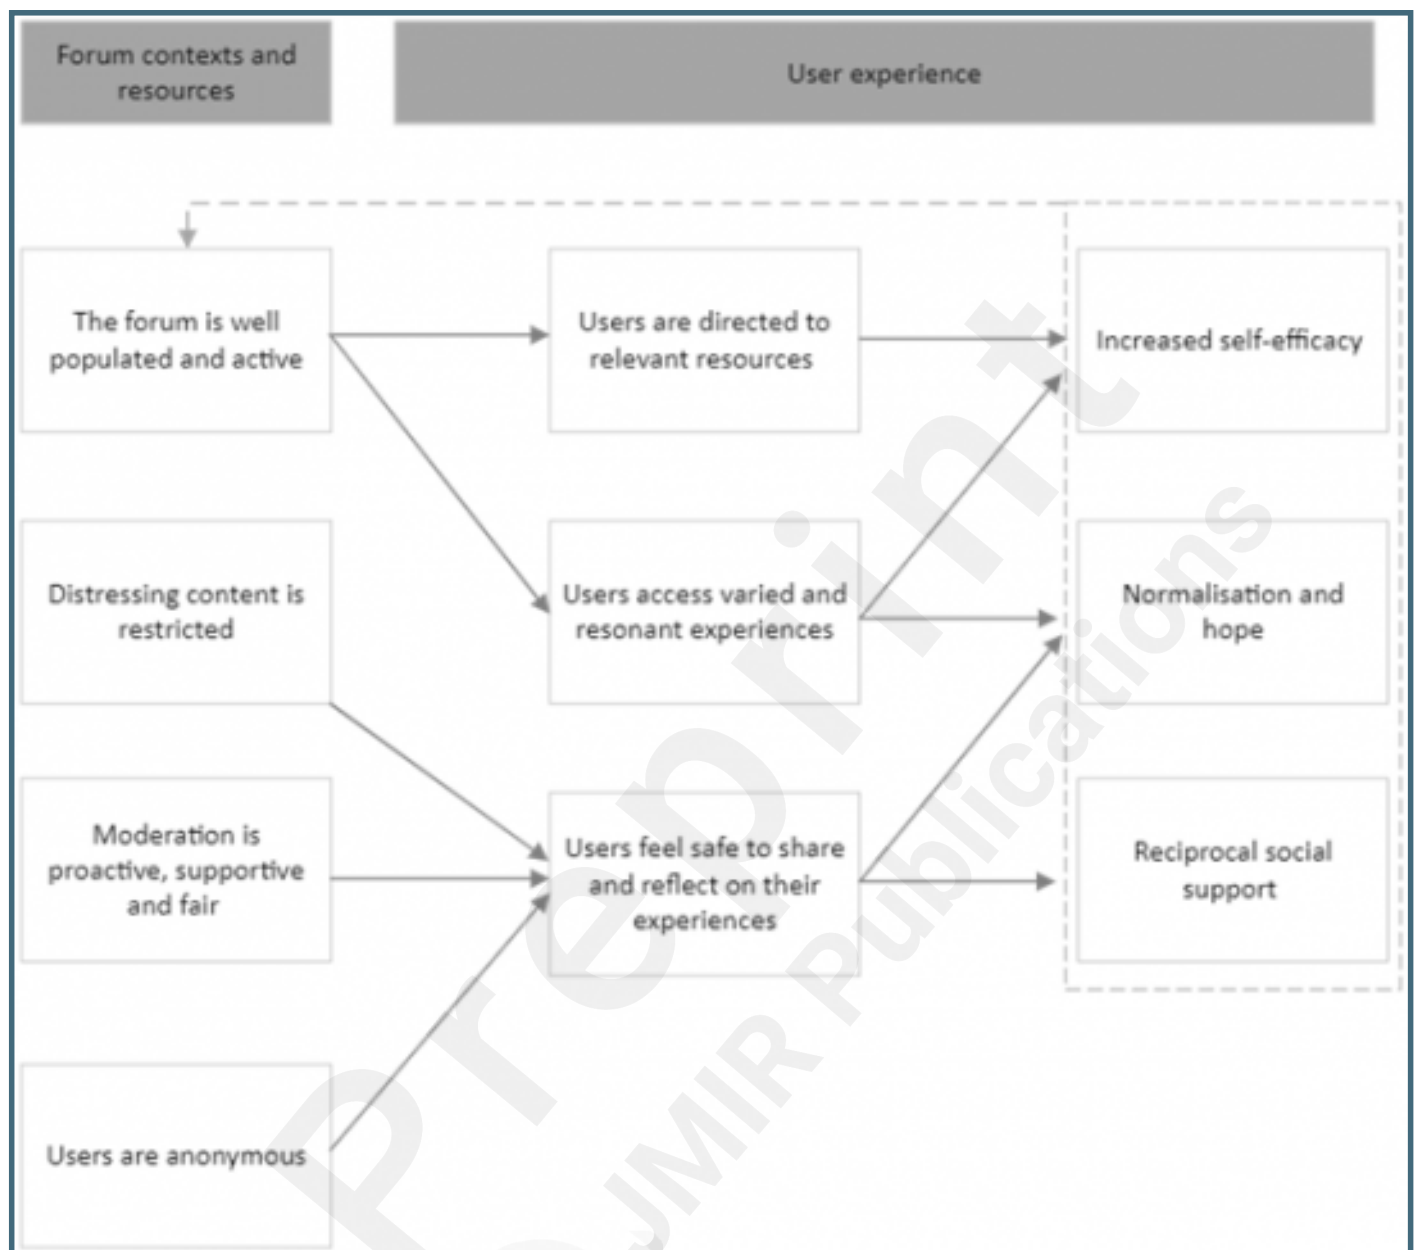 Forum contexts and
resources
User experience
The forum is well
populated and active
Users are directed to
relevant resources
Increased self-efficacy
Distressing content is
restricted
Users access varied and
resonant experiences
Normalisation and
hope
Moderation is
proactive, supportive
and fair
Users feel safe to share
and reflect on their
experiences
Reciprocal social
support
Users are anonymous
Preprint
JMIR Publications